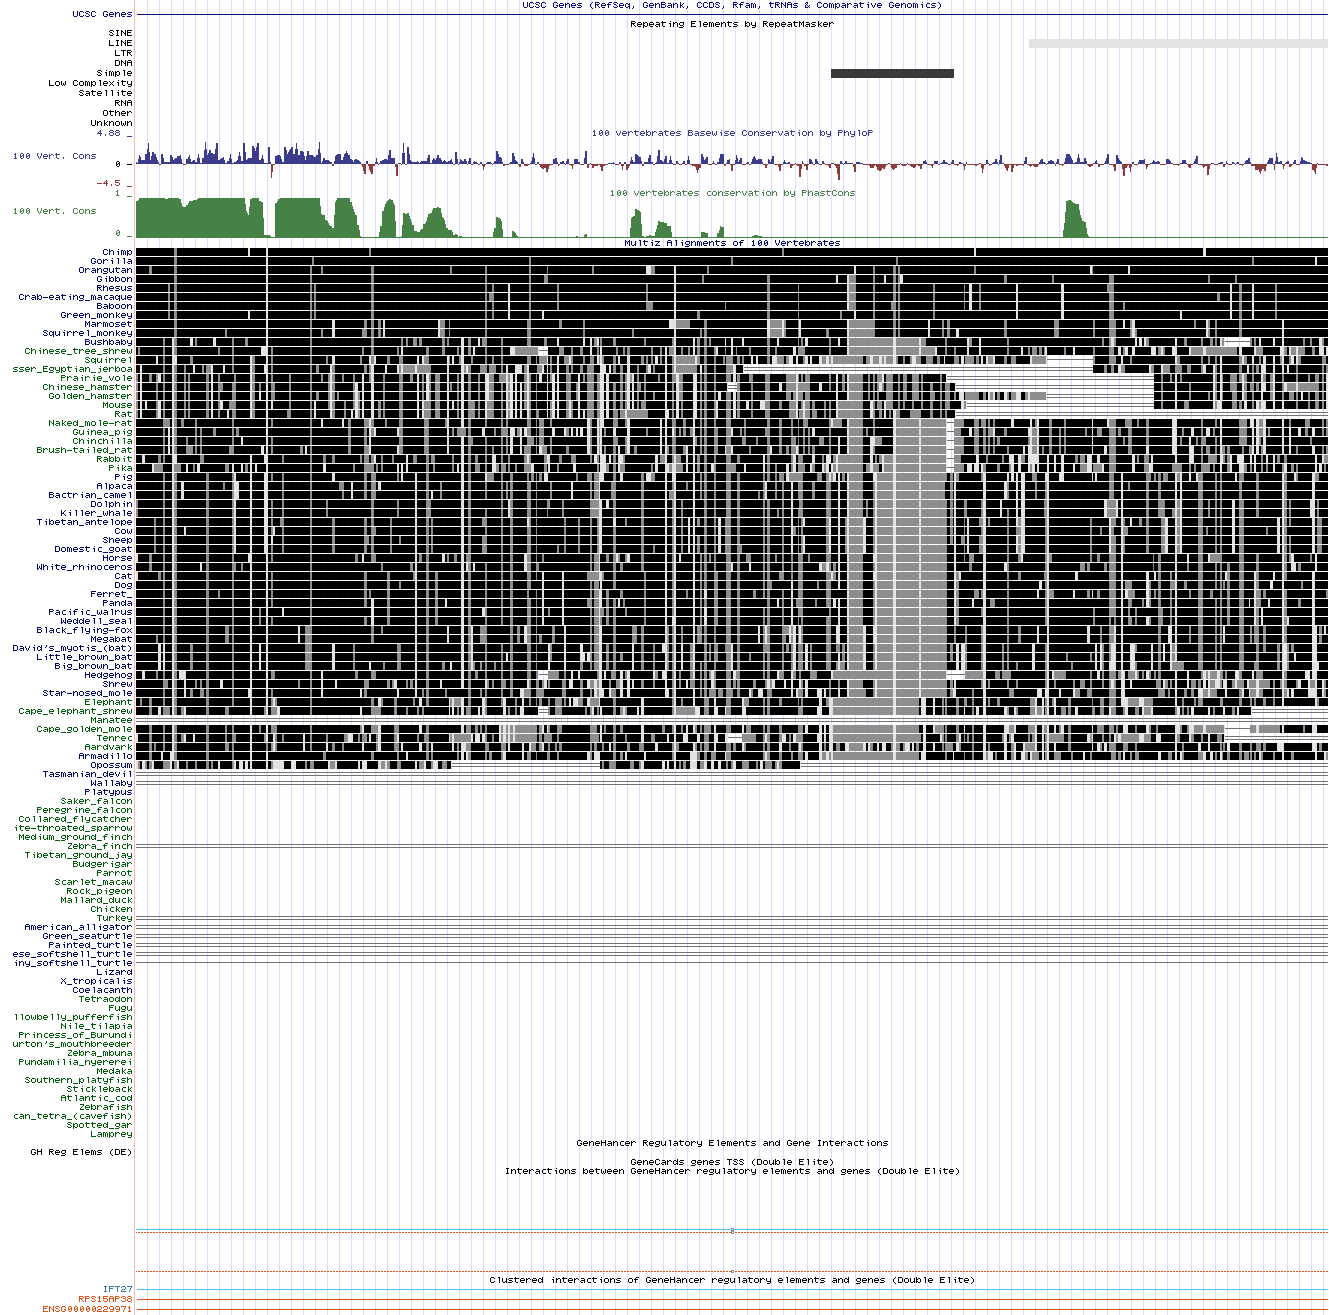 UCSC Genes (RefSeq, GenBank, CCDS, Rfam, tRNAs & Comparative Genomics)
UCSC Genes
Repeating Elements by RepeatMasker
SINE
LINE
LTR
DNA
Simple
Low Complexity
Satellite
RNA
Other
Unknown
4.88 _
100 vertebrates Basewise Conservation by PhyloP
100 Vert. Cons
0 _
-4.5 _
100 vertebrates conservation by PhastCons
1 _
100 Vert. Cons
0 _
Multiz Alignments of 100 Vertebrates
Chimp
Gorilla
Orangutan
Gibbon
Rhesus
Crab-eating_macaque
Baboon
Green_monkey
Marmoset
Squirrel_monkey
Bushbaby
Chinese_tree_shrew
Squirrel
sser_Egyptian_jerboa
Prairie_vole
Chinese_hamster
Golden_hamster
Mouse
Rat
Naked_mole-rat
Guinea_pig
Chinchilla
Brush-tailed_rat
Rabbit
Pika
Pig
Alpaca
Bactrian_camel
Dolphin
Killer_whale
Tibetan_antelope
Cow
Sheep
Domestic_goat
Horse
White_rhinoceros
Cat
Dog
Ferret_
Panda
Pacific_walrus
Weddell_seal
Black_flying-fox
Megabat
David's_myotis_(bat)
Little_brown_bat
Big_brown_bat
Hedgehog
Shrew
Star-nosed_mole
Elephant
Cape_elephant_shrew
Manatee
Cape_golden_mole
Tenrec
Aardvark
Armadillo
Opossum
Tasmanian_devil
Wallaby
Platypus
Saker_falcon
Peregrine_falcon
Collared_flycatcher
ite-throated_sparrow
Medium_ground_finch
Zebra_finch
Tibetan_ground_jay
Budgerigar
Parrot
Scarlet_macaw
Rock_pigeon
Mallard_duck
Chicken
Turkey
American_alligator
Green_seaturtle
Painted_turtle
ese_softshell_turtle
iny_softshell_turtle
Lizard
X_tropicalis
Coelacanth
Tetraodon
Fugu
llowbelly_pufferfish
Nile_tilapia
Princess_of_Burundi
urton's_mouthbreeder
Zebra_mbuna
Pundamilia_nyererei
Medaka
Southern_platyfish
Stickleback
Atlantic_cod
Zebrafish
can_tetra_(cavefish)
Spotted_gar
Lamprey
GeneHancer Regulatory Elements and Gene Interactions
GH Reg Elems (DE)
GeneCards genes TSS (Double Elite)
Interactions between GeneHancer regulatory elements and genes (Double Elite)
Clustered interactions of GeneHancer regulatory elements and genes (Double Elite)
IFT27
RPS15AP38
ENSG00000229971